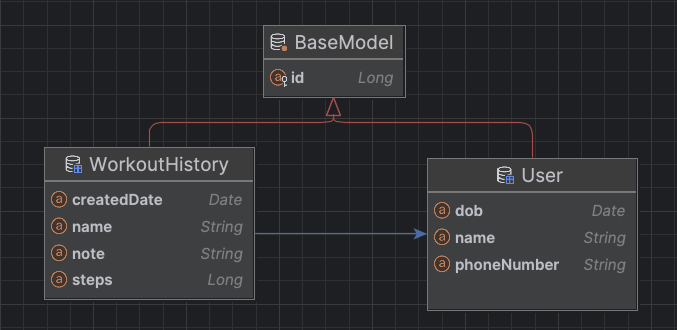 BaseModel
id Long
WorkoutHistory
createdDate Date
name String
note String
steps Long
User
dob Date
name String
phoneNumber String